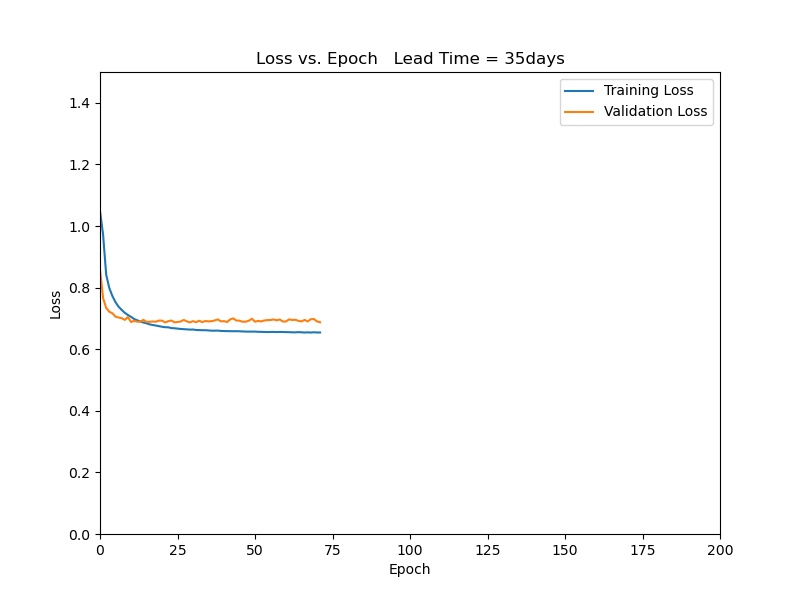 Loss vs. Epoch   Lead Time = 35days
Training Loss
Validation Loss
1.4
1.2
1.0
0.8
0.6
0.4
0.2
0.0
Loss
0 25 50 75 100 125 150 175 200
Epoch